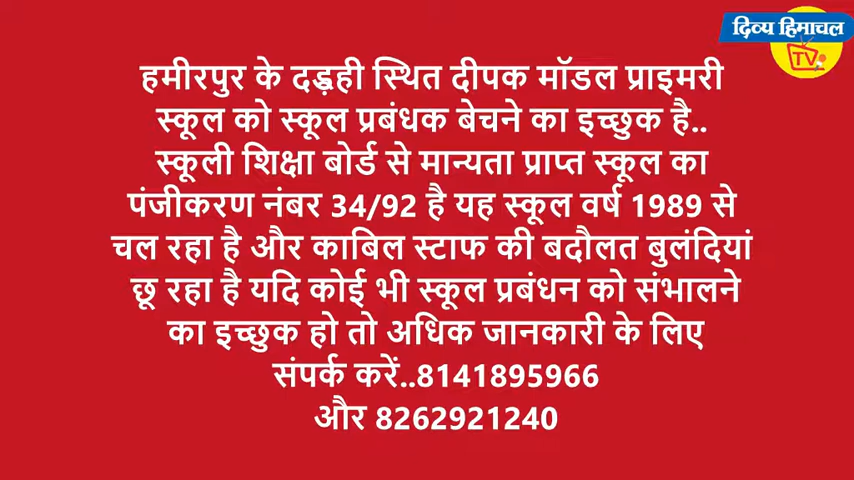 दिव्य हिमाचल
TV
हमीरपुर के दड़ूही स्थित दीपक मॉडल प्राइमरी
स्कूल को स्कूल प्रबंधक बेचने का इच्छुक है..
स्कूली शिक्षा बोर्ड से मान्यता प्राप्त स्कूल का
पंजीकरण नंबर 34/92 है यह स्कूल वर्ष 1989 से
चल रहा है और काबिल स्टाफ की बदौलत बुलंदियां
छू रहा है यदि कोई भी स्कूल प्रबंधन को संभालने
का इच्छुक हो तो अधिक जानकारी के लिए
संपर्क करें..8141895966
और 8262921240